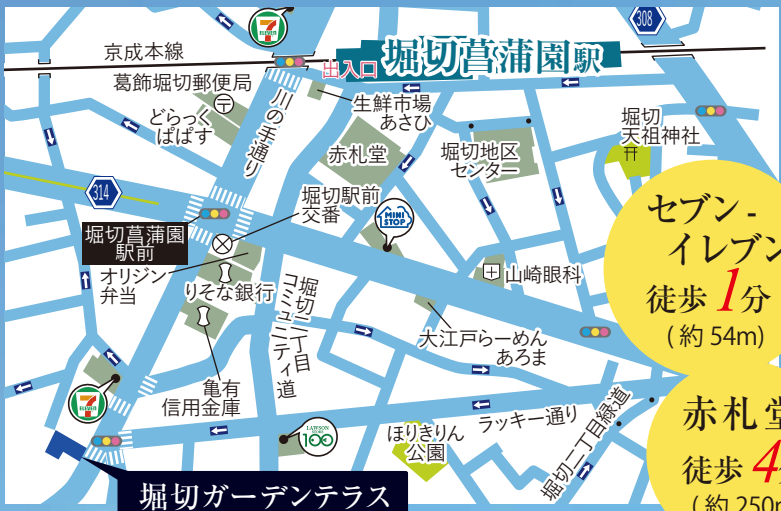 7
ELEVEn
308
京成本線
出入口
堀切菖蒲園駅
葛飾堀切郵便局
〒
どらっぐ
ぱぱす
川の手通り
生鮮市場
あさひ
赤札堂
堀切地区
センター
堀切
天祖神社
314
堀切駅前
交番
MINI
STOP
堀切菖蒲園
駅前
オリジン
弁当
りそな銀行
山崎眼科
セブン-
イレブン
徒歩1分
(約54m)
堀切二丁目
コミュニティ道
大江戸らーめん
あろま
亀有
信用金庫
7
ELEVEn
LAWSON
STORE
100
ほりきりん
公園
ラッキー通り
堀切二丁目緑道
赤札堂
徒歩4
(約250m
堀切ガーデンテラス